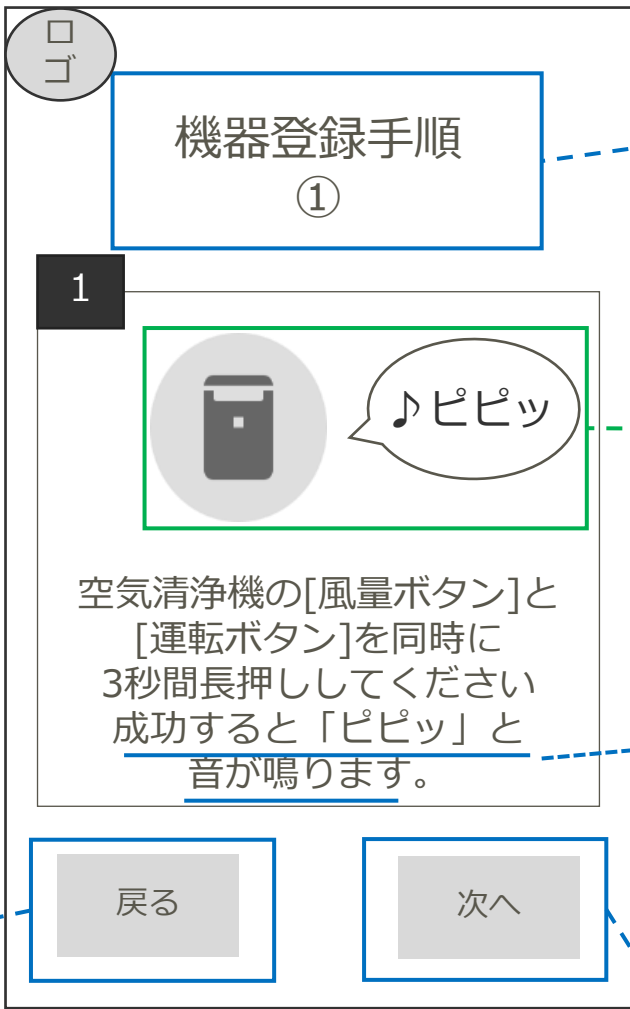 ロ
ゴ
機器登録手順
①
1
♪ピピッ
空気清浄機の[風量ボタン]と
[運転ボタン]を同時に
3秒間長押ししてください
成功すると「ピピッ」と
音が鳴ります。
戻る
次へ